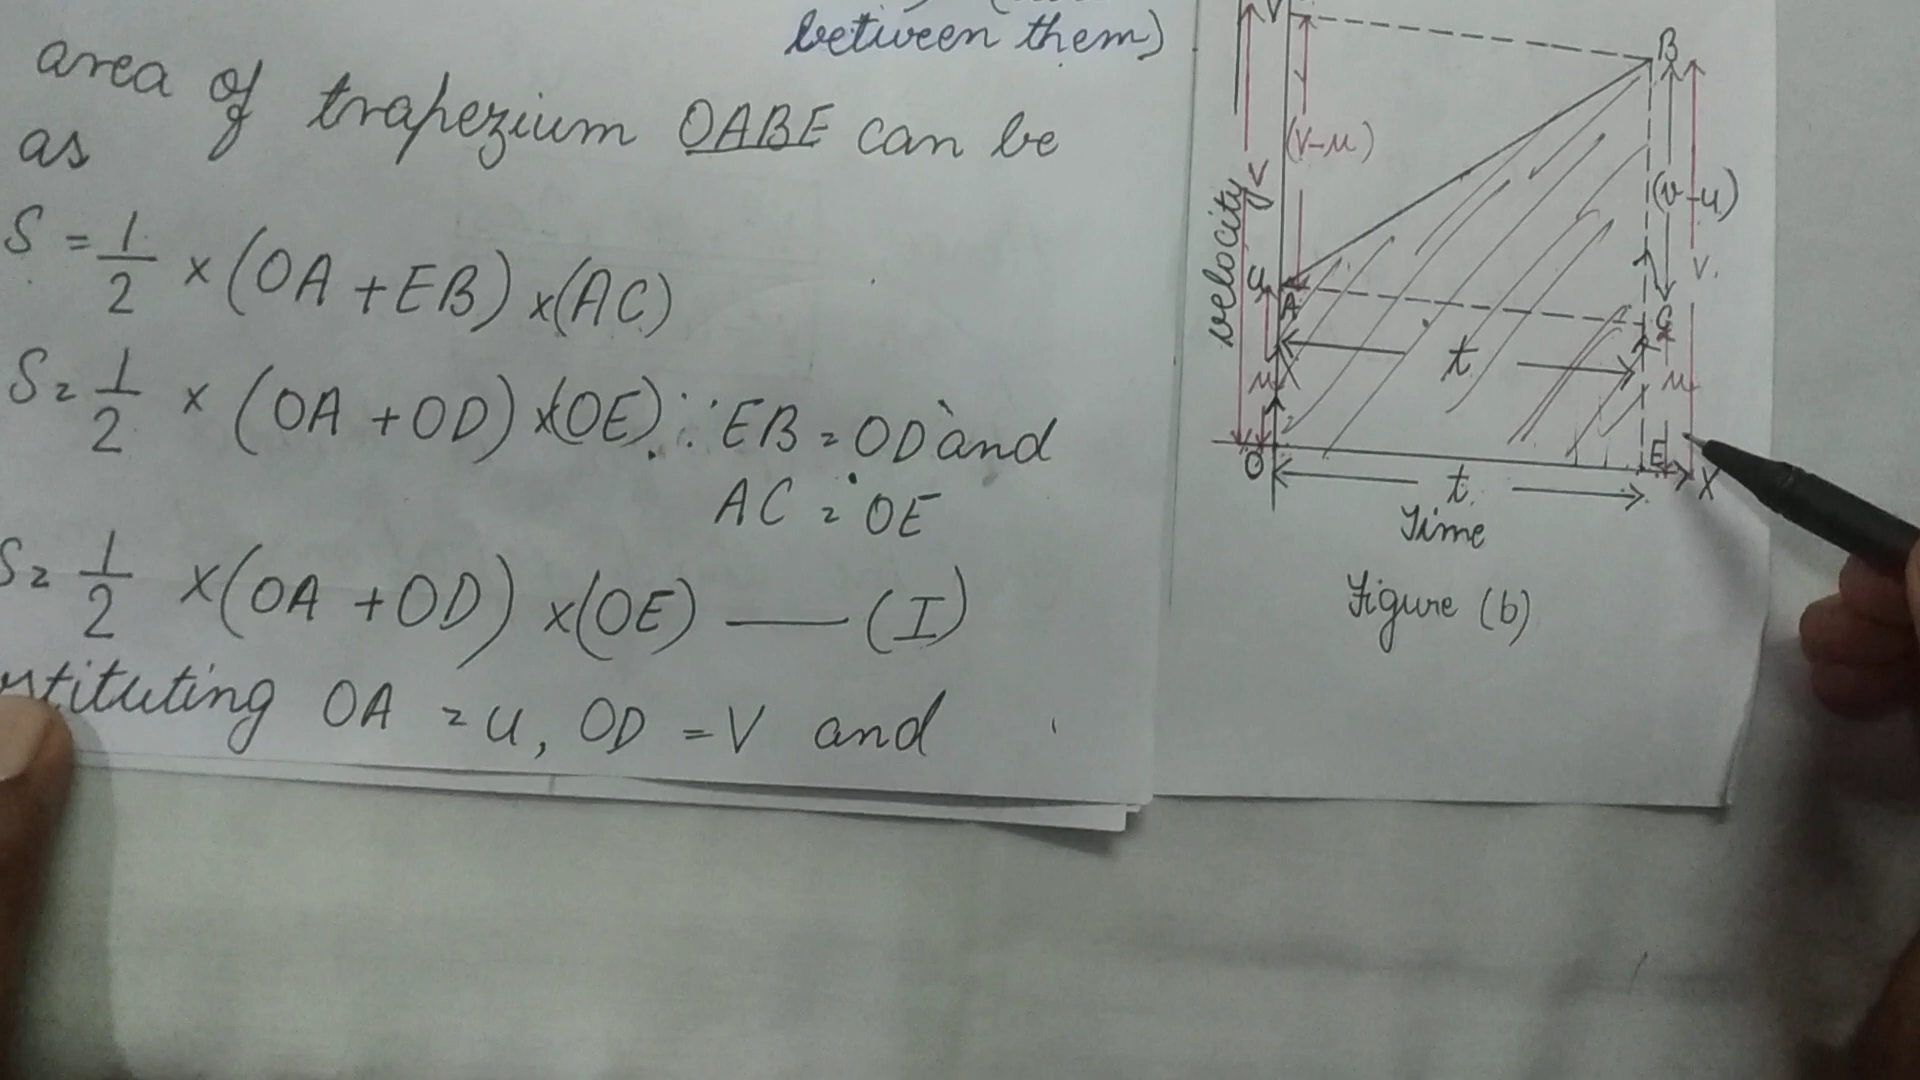 between them)
area of trapezium OABE can be
as
S = 1/2 × (OA + EB) × (AC)
S = 1/2 × (OA + OD) × (OE) ∵ EB = OD and
AC = OE
S = 1/2 × (OA + OD) × (OE) — (I)
stituting OA = u, OD = V and
B
(V-u)
(v-u)
velocity
V
V
u
A
C
t
u
u
O
E
X
t
Time
Figure (b)